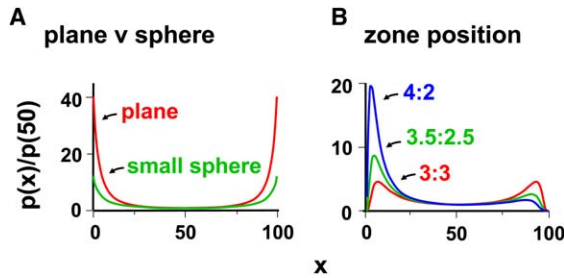 A
plane v sphere
p(x)/p(50)
40
20
0
plane
small sphere
0
50
100
B
zone position
20
10
0
4:2
3.5:2.5
3:3
0
50
100
x